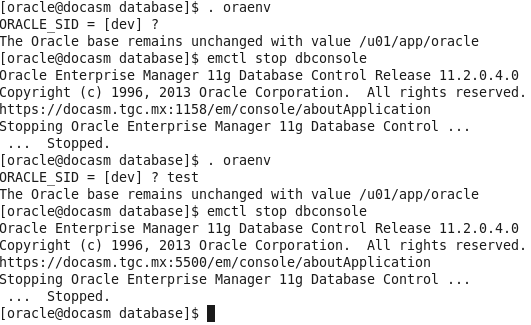 [oracle@docasm database]$ . oraenv
ORACLE_SID = [dev] ?
The Oracle base remains unchanged with value /u01/app/oracle
[oracle@docasm database]$ emctl stop dbconsole
Oracle Enterprise Manager 11g Database Control Release 11.2.0.4.0
Copyright (c) 1996, 2013 Oracle Corporation.  All rights reserved.
https://docasm.tgc.mx:1158/em/console/aboutApplication
Stopping Oracle Enterprise Manager 11g Database Control ...
 ...  Stopped.
[oracle@docasm database]$ . oraenv
ORACLE_SID = [dev] ? test
The Oracle base remains unchanged with value /u01/app/oracle
[oracle@docasm database]$ emctl stop dbconsole
Oracle Enterprise Manager 11g Database Control Release 11.2.0.4.0
Copyright (c) 1996, 2013 Oracle Corporation.  All rights reserved.
https://docasm.tgc.mx:5500/em/console/aboutApplication
Stopping Oracle Enterprise Manager 11g Database Control ...
 ...  Stopped.
[oracle@docasm database]$